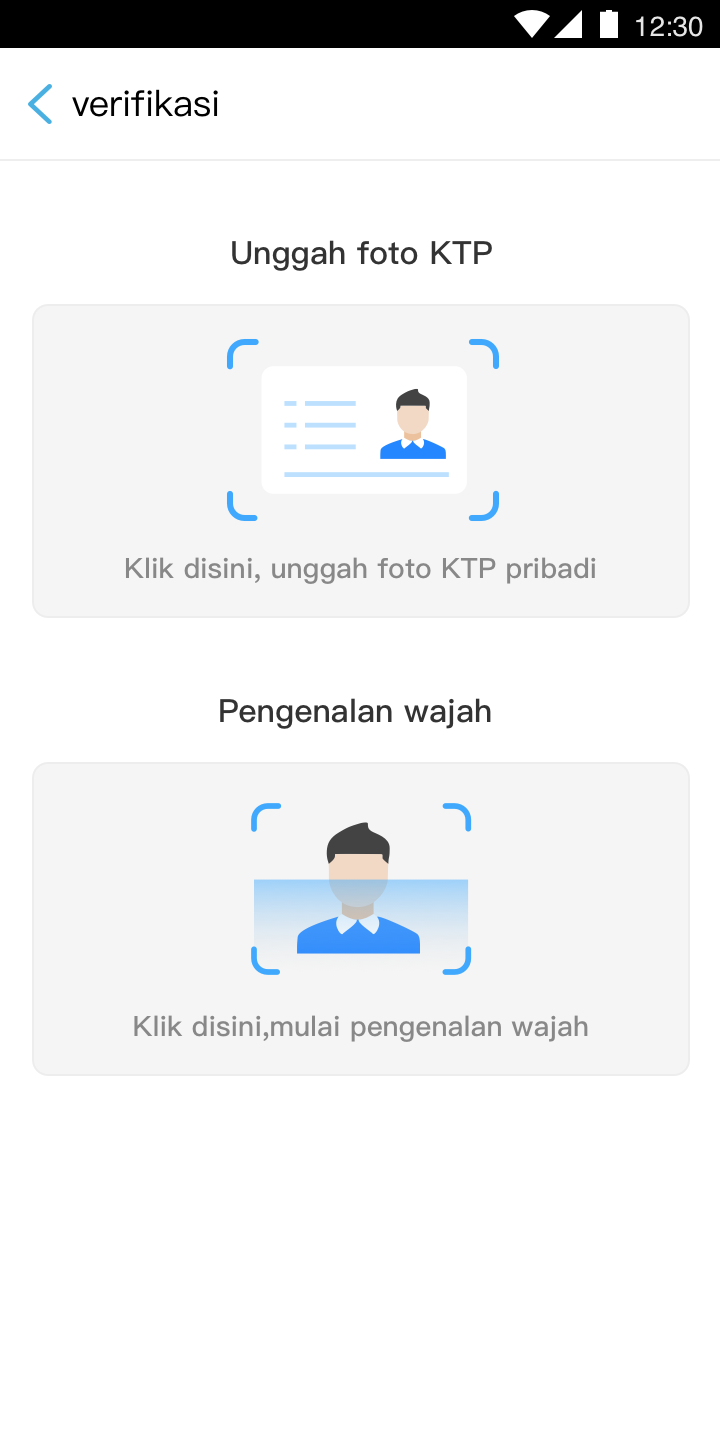 12:30
verifikasi
Unggah foto KTP
Klik disini, unggah foto KTP pribadi
Pengenalan wajah
Klik disini,mulai pengenalan wajah